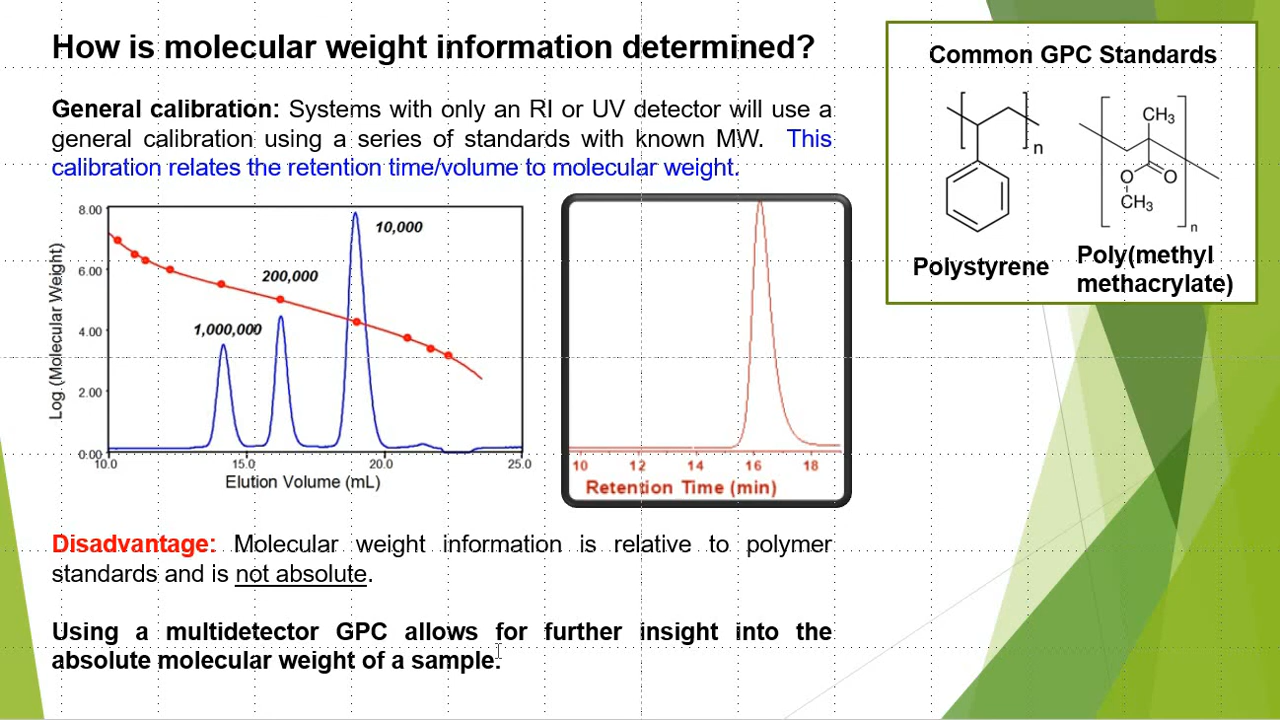 How is molecular weight information determined?
General calibration: Systems with only an RI or UV detector will use a
general calibration using a series of standards with known MW. This
calibration relates the retention time/volume to molecular weight.
8.00
6.00
4.00
2.00
0.00
Log (Molecular Weight)
10,000
200,000
1,000,000
10.0 15.0 20.0 25.0
Elution Volume (mL)
10 12 14 16 18
Retention Time (min)
Disadvantage: Molecular weight information is relative to polymer
standards and is not absolute.
Using a multidetector GPC allows for further insight into the
absolute molecular weight of a sample.
Common GPC Standards
n
CH3
O
O
CH3
n
Polystyrene
Poly(methyl
methacrylate)